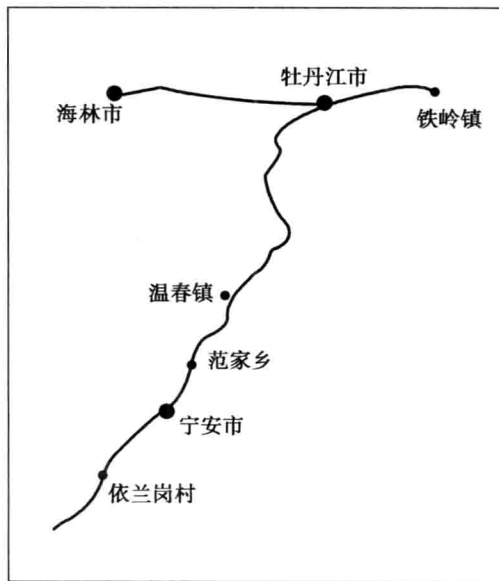 牡丹江市
海林市
铁岭镇
温春镇
范家乡
宁安市
依兰岗村